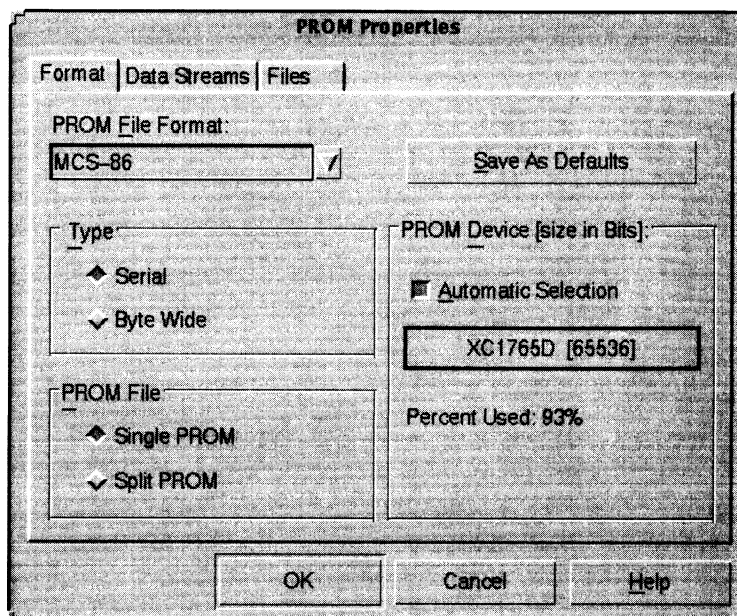 PROM Properties
Format
Data Streams
Files
PROM File Format:
MCS-86
Save As Defaults
Type
Serial
Byte Wide
PROM Device [size in Bits]:
Automatic Selection
XC1765D [65536]
Percent Used: 93%
PROM File
Single PROM
Split PROM
OK
Cancel
Help